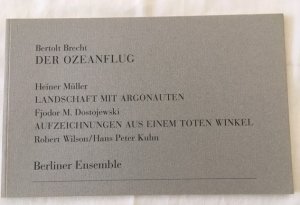 Bertolt Brecht
DER OZEANFLUG
Heiner Müller
LANDSCHAFT MIT ARGONAUTEN
Fjodor M. Dostojewski
AUFZEICHNUNGEN AUS EINEM TOTEN WINKEL
Robert Wilson/Hans Peter Kuhn
Berliner Ensemble